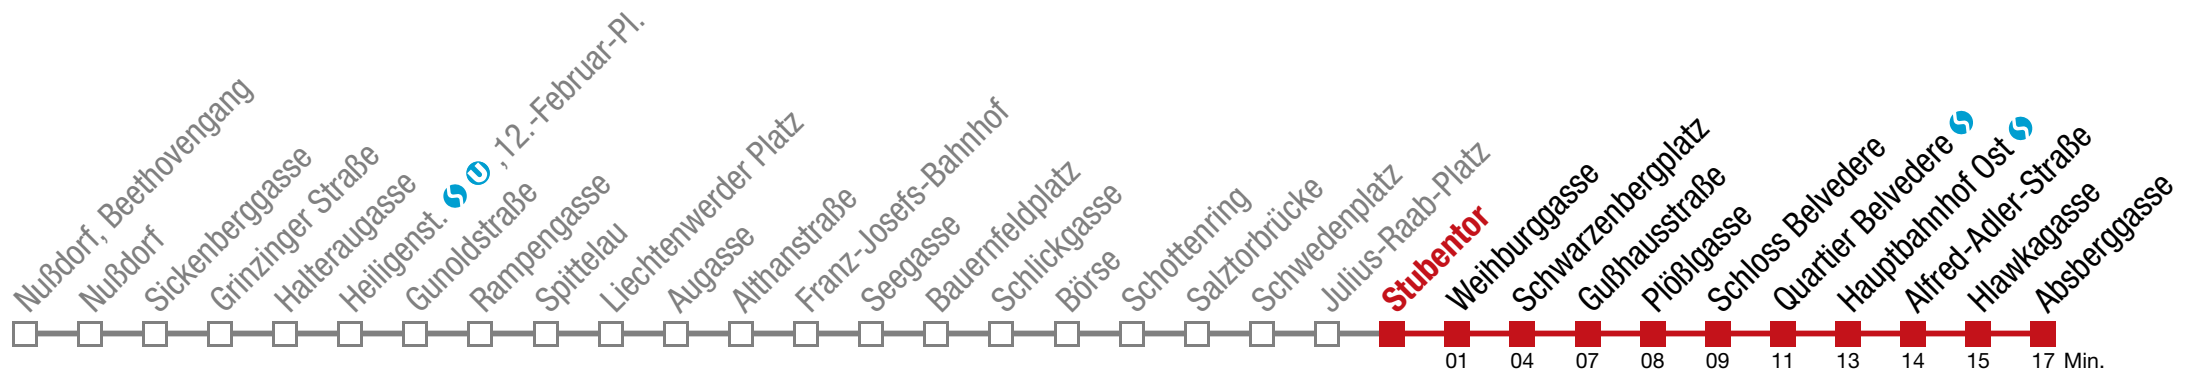 Nußdorf, Beethovengang
Nußdorf
Sickenberggasse
Grinzinger Straße
Halteraugasse
Heiligenst. S U , 12.-Februar-Pl.
Gunoldstraße
Rampengasse
Spittelau
Liechtenwerder Platz
Augasse
Althanstraße
Franz-Josefs-Bahnhof
Seegasse
Bauernfeldplatz
Schlickgasse
Börse
Schottenring
Salztorbrücke
Schwedenplatz
Julius-Raab-Platz
Stubentor
Weihburggasse
Schwarzenbergplatz
Gußhausstraße
Plößlgasse
Schloss Belvedere
Quartier Belvedere S
Hauptbahnhof Ost S
Alfred-Adler-Straße
Hlawkagasse
Absberggasse
01 04 07 08 09 11 13 14 15 17 Min.